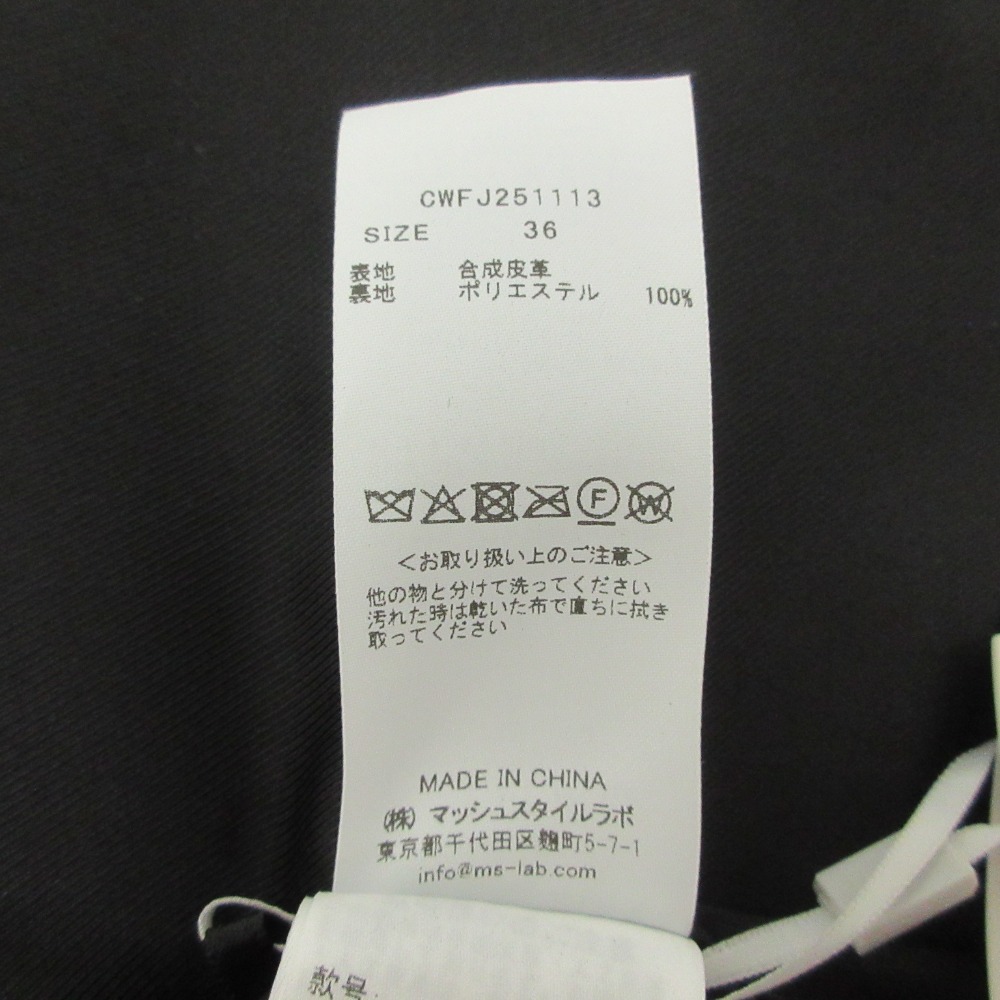 CWFJ251113
SIZE 36
表地 合成皮革
裏地 ポリエステル 100%
F W
<お取り扱い上のご注意>
他の物と分けて洗ってください
汚れた時は乾いた布で直ちに拭き
取ってください
MADE IN CHINA
㈱ マッシュスタイルラボ
東京都千代田区麹町5-7-1
info@ms-lab.com
款号